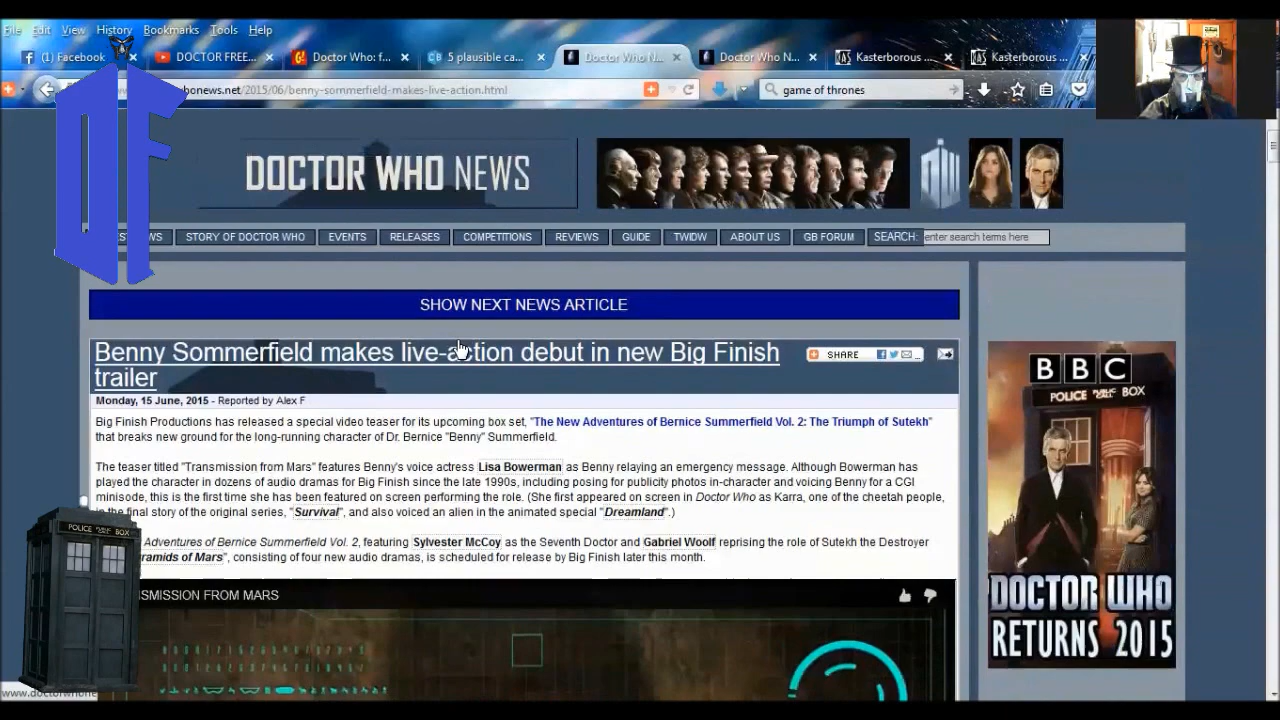 File Edit View History Bookmarks Tools Help
(1) Facebook
DOCTOR FREE...
Doctor Who: f...
5 plausible ca...
Doctor Who N...
Doctor Who N...
Kasterborous ...
Kasterborous ...
onews.net/2015/06/benny-sommerfield-makes-live-action.html
game of thrones
DF
DOCTOR WHO NEWS
DW
STORY OF DOCTOR WHO
EVENTS
RELEASES
COMPETITIONS
REVIEWS
GUIDE
TWIDW
ABOUT US
GB FORUM
SEARCH:
enter search terms here
SHOW NEXT NEWS ARTICLE
Benny Sommerfield makes live-action debut in new Big Finish
trailer
SHARE
Monday, 15 June, 2015 - Reported by Alex F
Big Finish Productions has released a special video teaser for its upcoming box set, "The New Adventures of Bernice Summerfield Vol. 2: The Triumph of Sutekh"
that breaks new ground for the long-running character of Dr. Bernice "Benny" Summerfield.
The teaser titled "Transmission from Mars" features Benny's voice actress Lisa Bowerman as Benny relaying an emergency message. Although Bowerman has
played the character in dozens of audio dramas for Big Finish since the late 1990s, including posing for publicity photos in-character and voicing Benny for a CGI
minisode, this is the first time she has been featured on screen performing the role. (She first appeared on screen in Doctor Who as Karra, one of the cheetah people,
in the final story of the original series, "Survival", and also voiced an alien in the animated special "Dreamland".)
Adventures of Bernice Summerfield Vol. 2, featuring Sylvester McCoy as the Seventh Doctor and Gabriel Woolf reprising the role of Sutekh the Destroyer
ramids of Mars", consisting of four new audio dramas, is scheduled for release by Big Finish later this month.
SMISSION FROM MARS
BBC
POLICE PUBLIC CALL BOX
DOCTOR WHO
RETURNS 2015
POLICE PUBLIC CALL BOX
www.doctorwhone